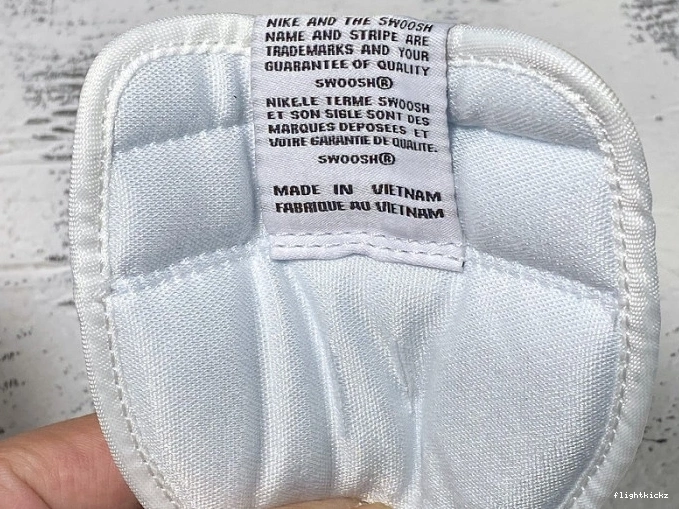 NIKE AND THE SWOOSH
NAME AND STRIPE ARE
TRADEMARKS AND YOUR
GUARANTEE OF QUALITY
SWOOSH®
NIKE.LE TERME SWOOSH
ET SON SIGLE SONT DES
MARQUES DEPOSEES ET
VOTRE GARANTIE DE QUALITE.
SWOOSH®
MADE IN VIETNAM
FABRIQUE AU VIETNAM
flightkickz